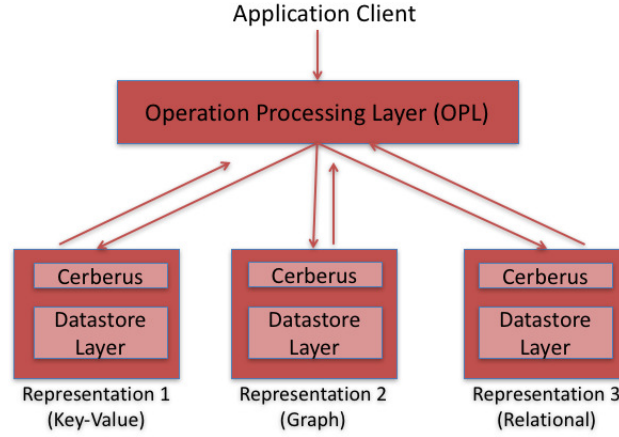 Application Client
Operation Processing Layer (OPL)
Cerberus
Datastore
Layer
Representation 1
(Key-Value)
Cerberus
Datastore
Layer
Representation 2
(Graph)
Cerberus
Datastore
Layer
Representation 3
(Relational)